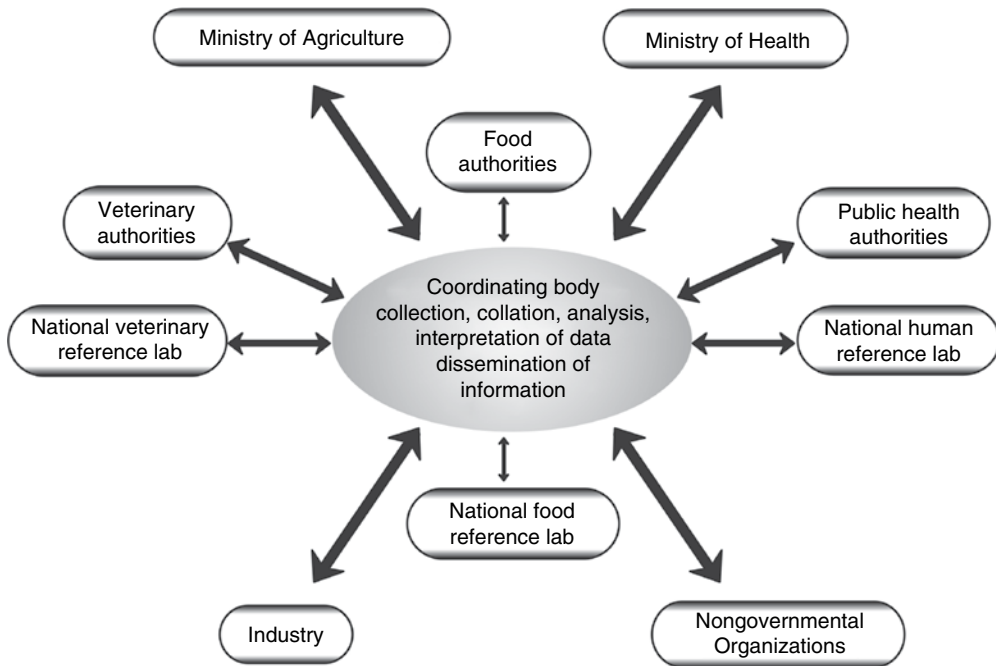 Ministry of Agriculture
Ministry of Health
Food
authorities
Veterinary
authorities
Public health
authorities
Coordinating body
collection, collation, analysis,
interpretation of data
dissemination of
information
National veterinary
reference lab
National human
reference lab
National food
reference lab
Industry
Nongovernmental
Organizations